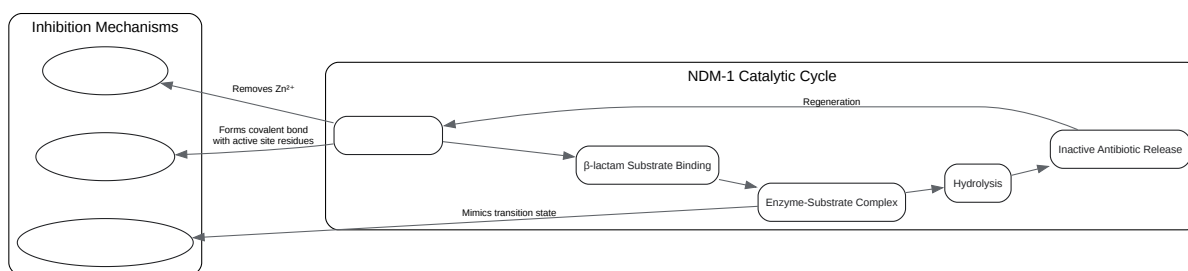 Inhibition Mechanisms
NDM-1 Catalytic Cycle
Removes Zn²⁺
Regeneration
Forms covalent bond
with active site residues
Inactive Antibiotic Release
β-lactam Substrate Binding
Hydrolysis
Enzyme-Substrate Complex
Mimics transition state